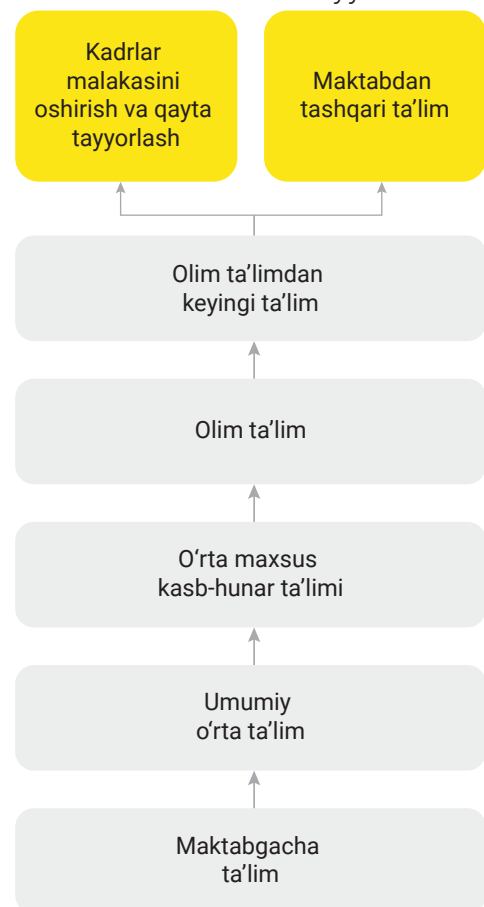 Kadrlar
malakasini
oshirish va qayta
tayyorlash
Maktabdan
tashqari ta’lim
Olim ta’limdan
keyingi ta’lim
Olim ta’lim
O‘rta maxsus
kasb-hunar ta’limi
Umumiy
o‘rta ta’lim
Maktabgacha
ta’lim